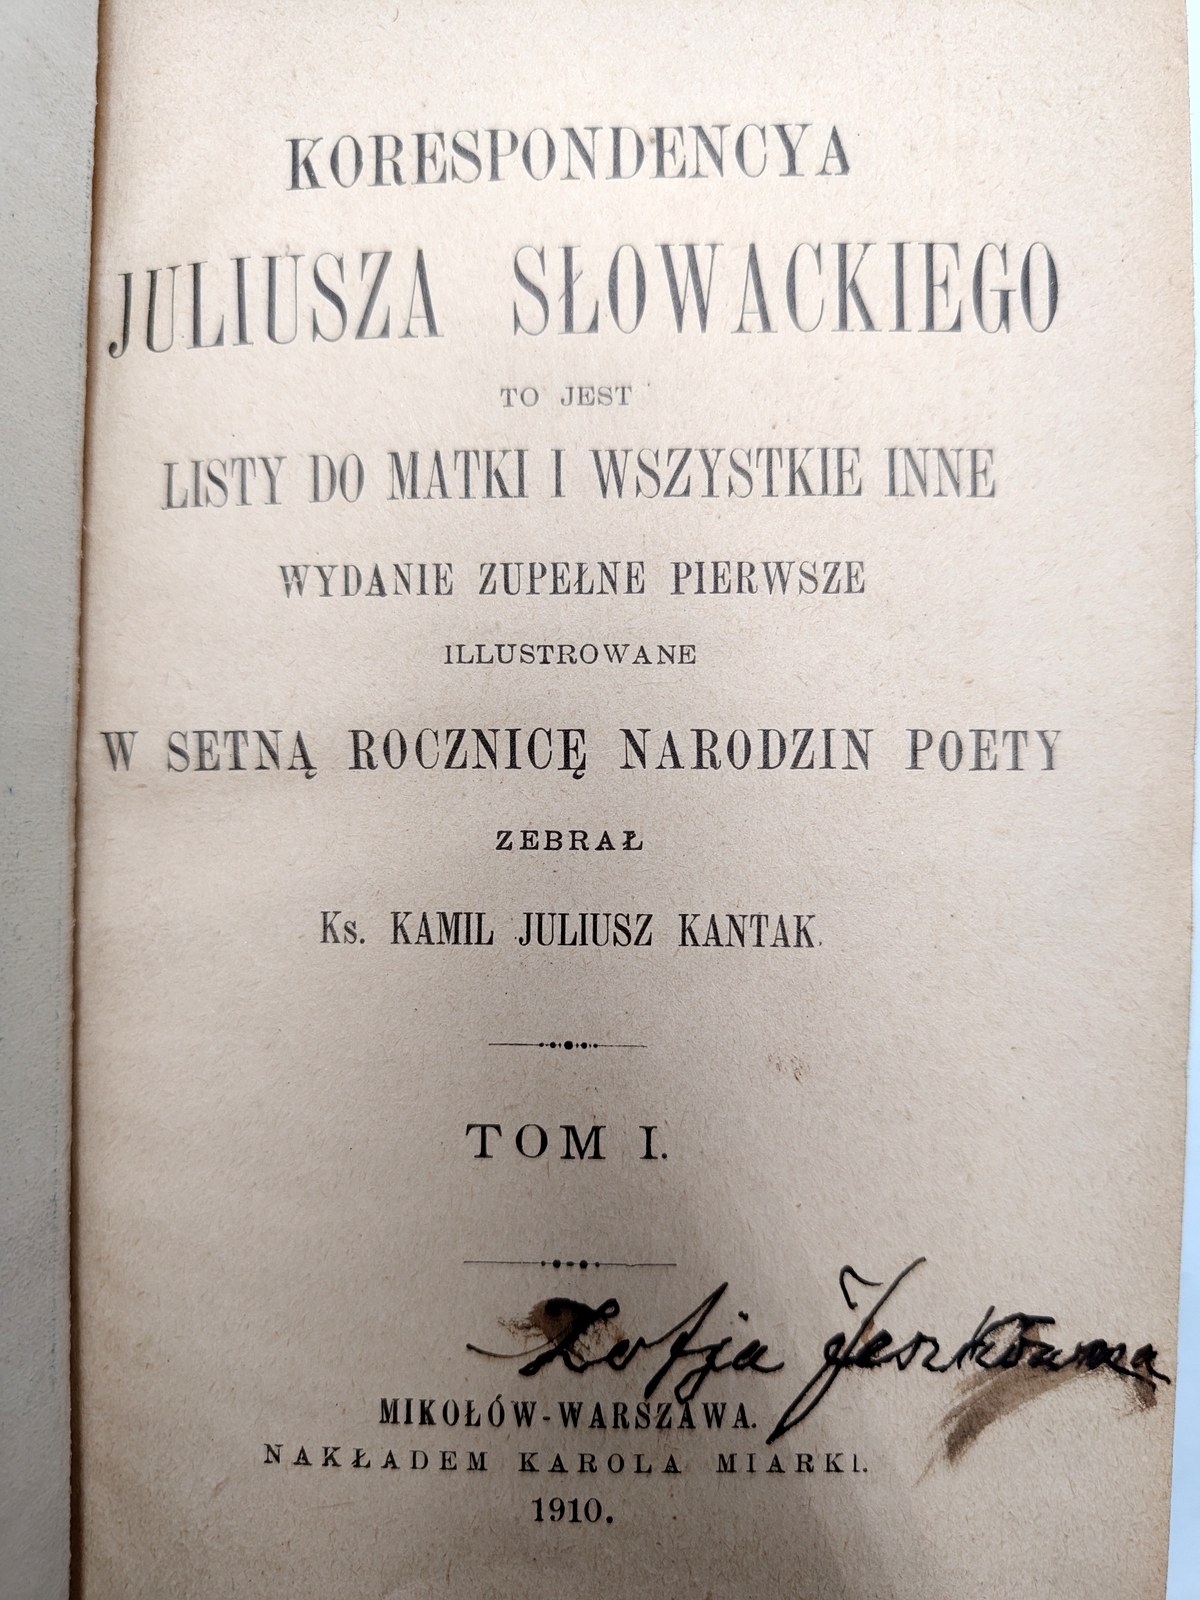 KORESPONDENCYA
JULIUSZA SŁOWACKIEGO
TO JEST
LISTY DO MATKI I WSZYSTKIE INNE
WYDANIE ZUPEŁNE PIERWSZE
ILLUSTROWANE
W SETNĄ ROCZNICĘ NARODZIN POETY
ZEBRAŁ
Ks. KAMIL JULIUSZ KANTAK.
TOM I.
Zofja Jeszkówna
MIKOŁÓW-WARSZAWA.
NAKŁADEM KAROLA MIARKI.
1910.